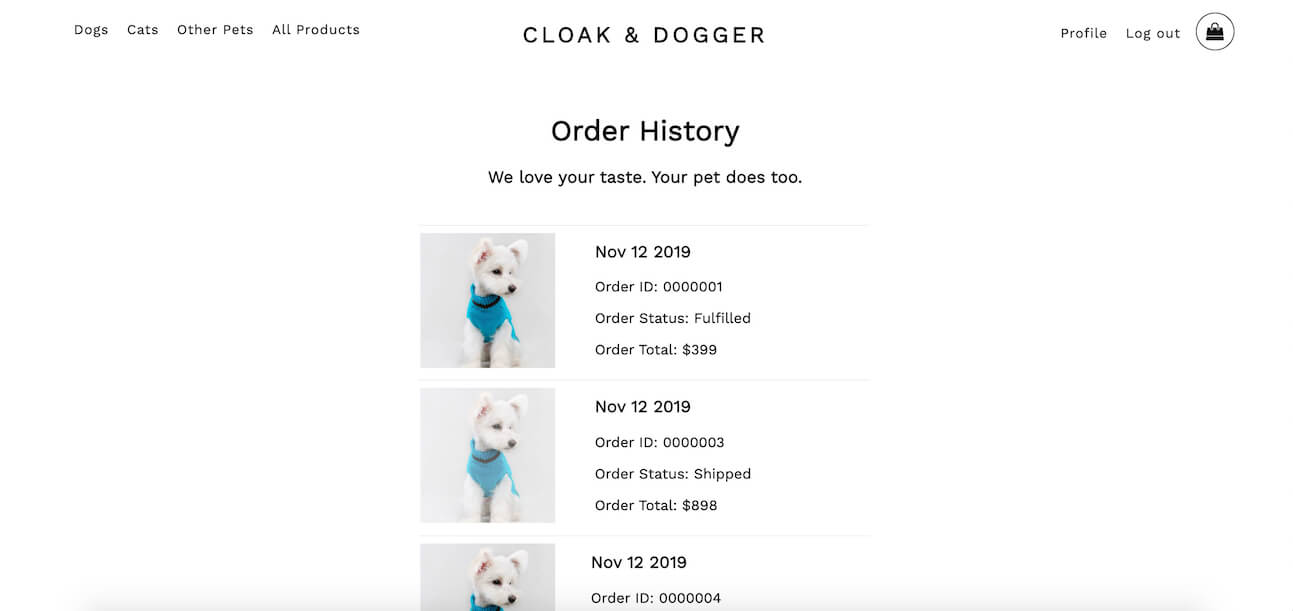 Dogs Cats Other Pets All Products
CLOAK & DOGGER
Profile Log out
Order History
We love your taste. Your pet does too.
Nov 12 2019
Order ID: 0000001
Order Status: Fulfilled
Order Total: $399
Nov 12 2019
Order ID: 0000003
Order Status: Shipped
Order Total: $898
Nov 12 2019
Order ID: 0000004